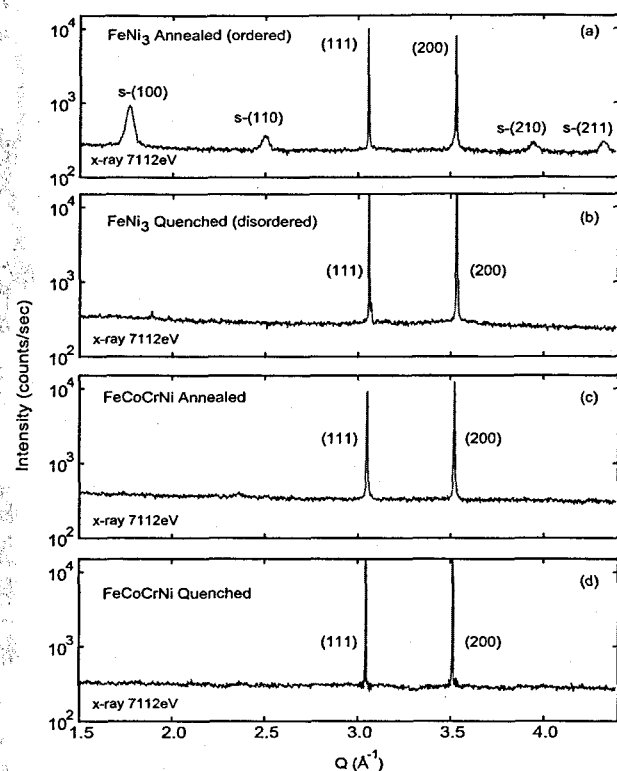 10⁴
FeNi₃ Annealed (ordered)
(111)
(200)
(a)
s-(100)
10³
s-(110)
s-(210)
s-(211)
x-ray 7112eV
10²
10⁴
FeNi₃ Quenched (disordered)
(b)
(111)
(200)
10³
x-ray 7112eV
10²
10⁴
FeCoCrNi Annealed
(c)
(111)
(200)
10³
x-ray 7112eV
10²
10⁴
FeCoCrNi Quenched
(d)
(111)
(200)
10³
x-ray 7112eV
10²
1.5
2.0
2.5
3.0
3.5
4.0
Q (Å⁻¹)
Intensity (counts/sec)